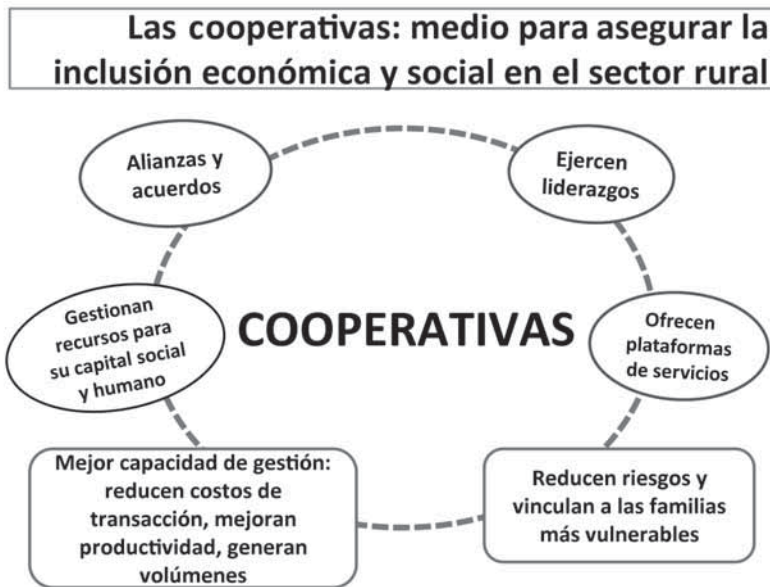 Las cooperativas: medio para asegurar la
inclusión económica y social en el sector rural
Alianzas y
acuerdos
Ejercen
liderazgos
Gestionan
recursos para
su capital social
y humano
COOPERATIVAS
Ofrecen
plataformas
de servicios
Mejor capacidad de gestión:
reducen costos de
transacción, mejoran
productividad, generan
volúmenes
Reducen riesgos y
vinculan a las familias
más vulnerables